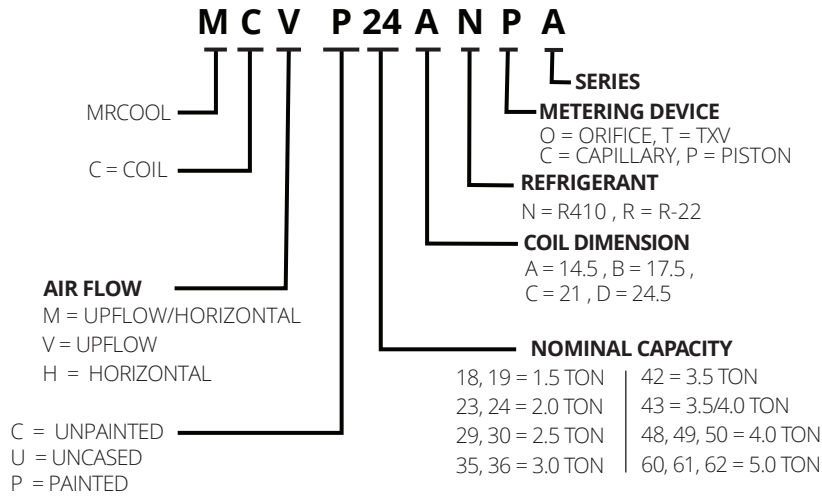 M C V P 24 A N P A
SERIES
METERING DEVICE
O = ORIFICE, T = TXV
C = CAPILLARY, P = PISTON
REFRIGERANT
N = R410 , R = R-22
COIL DIMENSION
A = 14.5 , B = 17.5 ,
C = 21 , D = 24.5
NOMINAL CAPACITY
18, 19 = 1.5 TON
23, 24 = 2.0 TON
29, 30 = 2.5 TON
35, 36 = 3.0 TON
42 = 3.5 TON
43 = 3.5/4.0 TON
48, 49, 50 = 4.0 TON
60, 61, 62 = 5.0 TON
MRCOOL
C = COIL
AIR FLOW
M = UPFLOW/HORIZONTAL
V = UPFLOW
H = HORIZONTAL
C = UNPAINTED
U = UNCASED
P = PAINTED